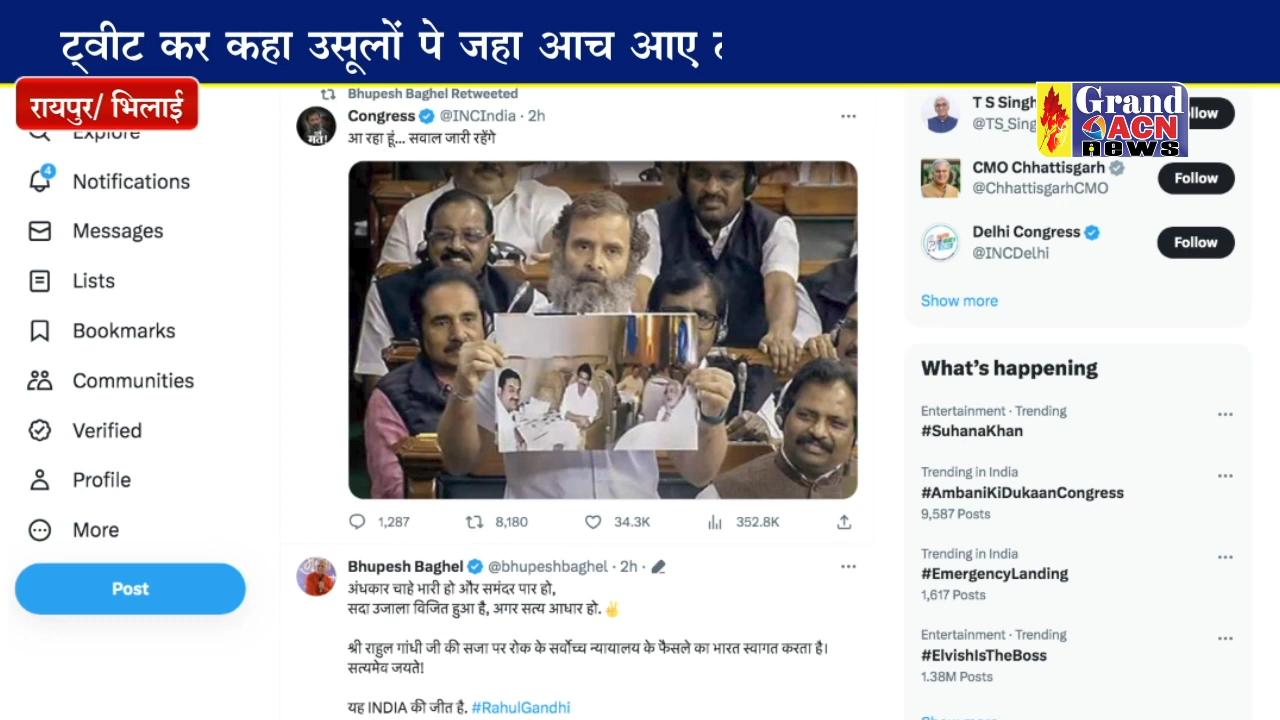 ट्वीट कर कहा उसूलों पे जहा आच आए
रायपुर/ भिलाई
Grand
ACN
news
Explore
4
Notifications
Messages
Lists
Bookmarks
Communities
Verified
Profile
More
Post
Bhupesh Baghel Retweeted
Congress @INCIndia · 2h
आ रहा हूं... सवाल जारी रहेंगे
1,287 8,180 34.3K 352.8K
Bhupesh Baghel @bhupeshbaghel · 2h ·
अंधकार चाहे भारी हो और समंदर पार हो,
सदा उजाला विजित हुआ है, अगर सत्य आधार हो. ✌
श्री राहुल गांधी जी की सजा पर रोक के सर्वोच्च न्यायालय के फैसले का भारत स्वागत करता है।
सत्यमेव जयते!
यह INDIA की जीत है. #RahulGandhi
T S Singh
@TS_Sing
CMO Chhattisgarh
@ChhattisgarhCMO
Follow
Delhi Congress
@INCDelhi
Follow
Show more
What's happening
Entertainment · Trending
#SuhanaKhan
Trending in India
#AmbaniKiDukaanCongress
9,587 Posts
Trending in India
#EmergencyLanding
1,617 Posts
Entertainment · Trending
#ElvishIsTheBoss
1.38M Posts